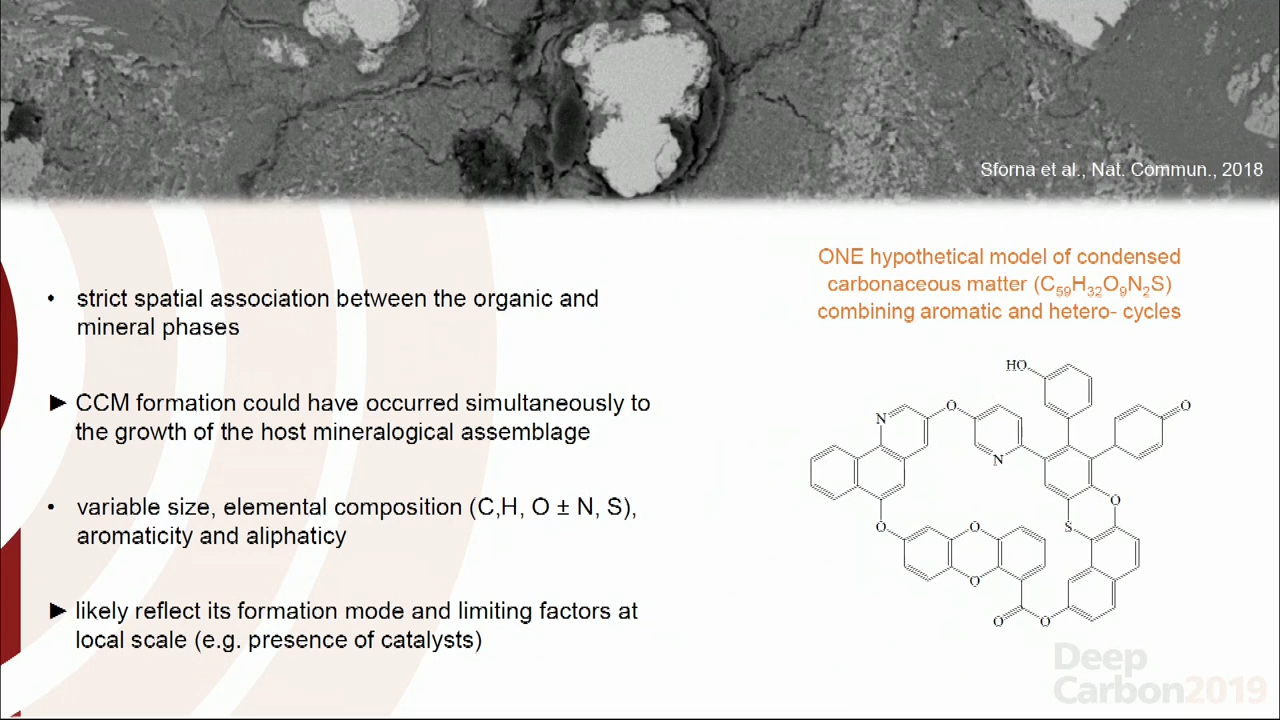 Sforna et al., Nat. Commun., 2018
• strict spatial association between the organic and
mineral phases
► CCM formation could have occurred simultaneously to
the growth of the host mineralogical assemblage
• variable size, elemental composition (C,H, O ± N, S),
aromaticity and aliphaticy
► likely reflect its formation mode and limiting factors at
local scale (e.g. presence of catalysts)
ONE hypothetical model of condensed
carbonaceous matter (C₅₉H₃₂O₉N₂S)
combining aromatic and hetero- cycles
HO
O
O
N
N
O
S
O
O
O
O
O
Deep
Carbon2019